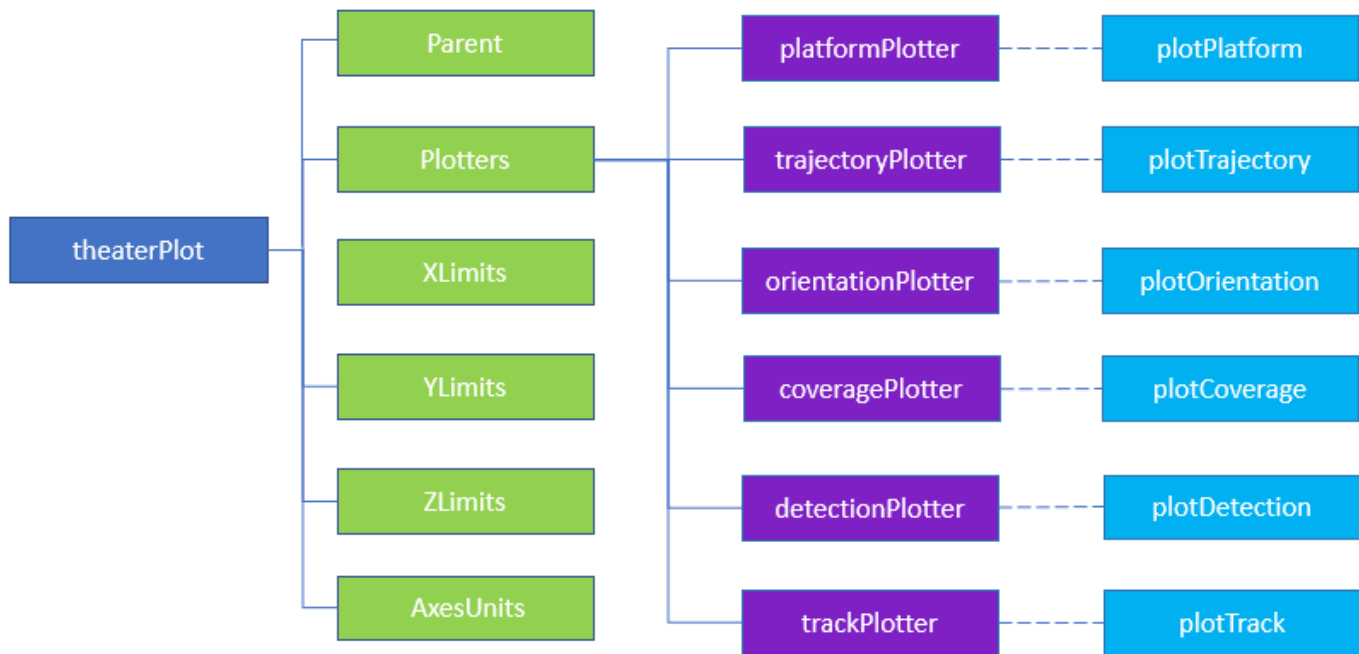 Parent
platformPlotter
plotPlatform
Plotters
trajectoryPlotter
plotTrajectory
theaterPlot
XLimits
orientationPlotter
plotOrientation
YLimits
coveragePlotter
plotCoverage
ZLimits
detectionPlotter
plotDetection
AxesUnits
trackPlotter
plotTrack